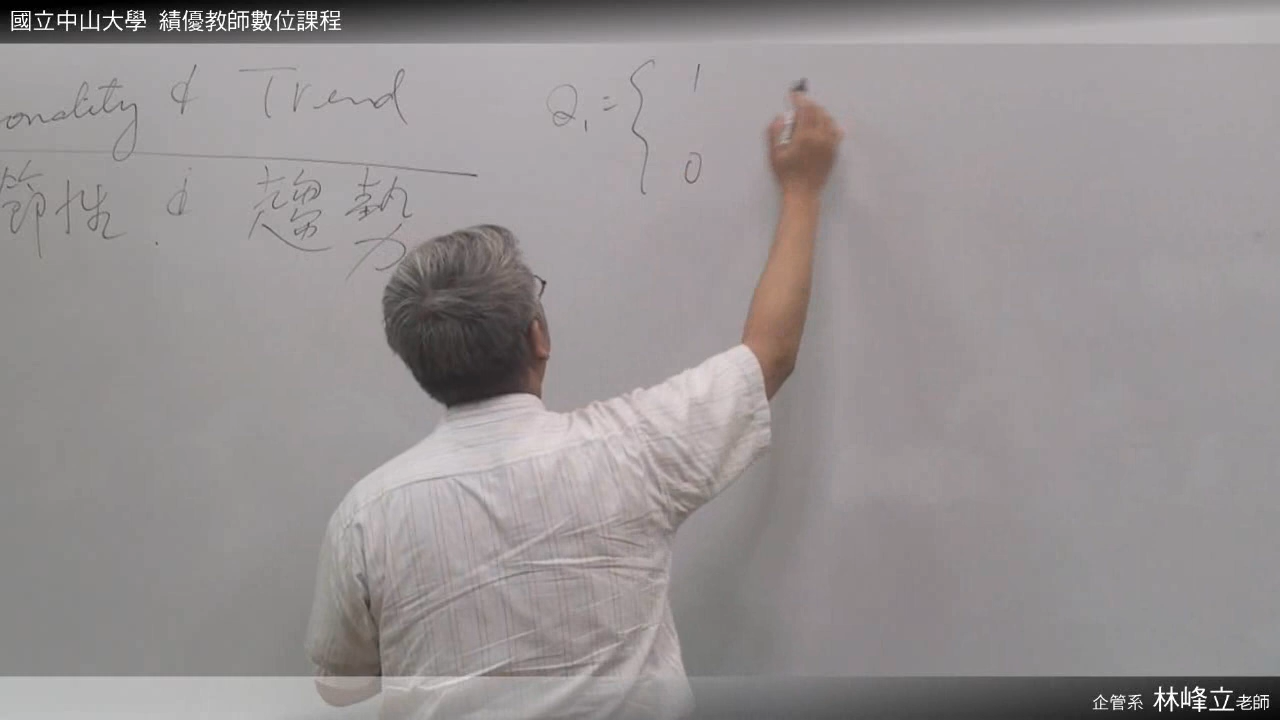 國立中山大學 績優教師數位課程
onality & Trend
節性 & 趨勢
Q₁ = { 1
0
企管系 林峰立老師